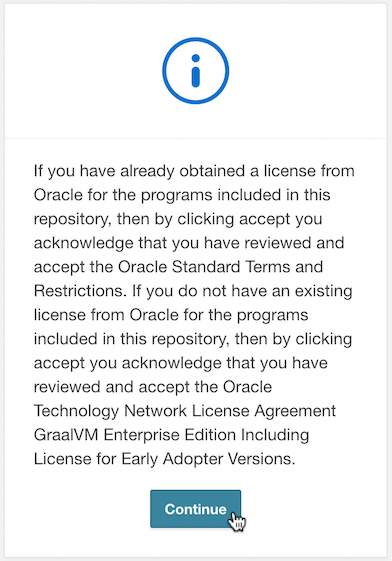 If you have already obtained a license from
Oracle for the programs included in this
repository, then by clicking accept you
acknowledge that you have reviewed and
accept the Oracle Standard Terms and
Restrictions. If you do not have an existing
license from Oracle for the programs
included in this repository, then by clicking
accept you acknowledge that you have
reviewed and accept the Oracle
Technology Network License Agreement
GraalVM Enterprise Edition Including
License for Early Adopter Versions.
Continue